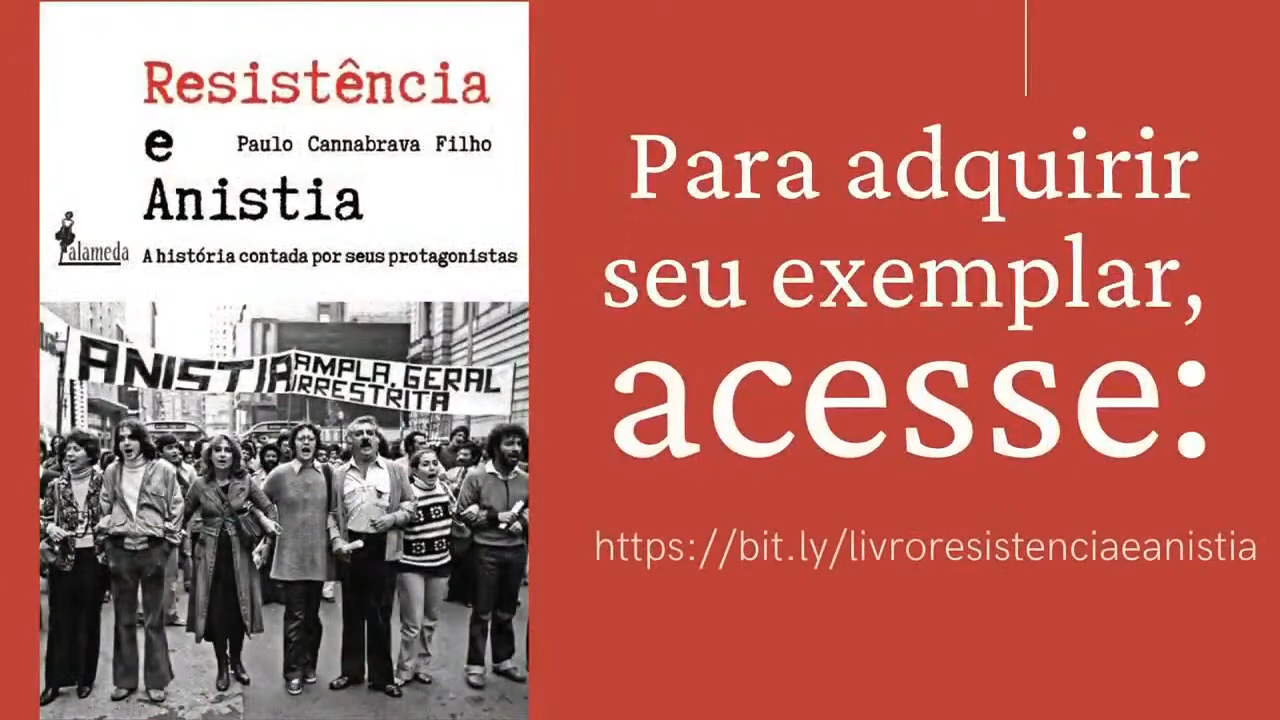 Resistência
e
Paulo Cannabrava Filho
Anistia
alameda
A história contada por seus protagonistas
ANISTIA AMPLA, GERAL
IRRESTRITA
Para adquirir
seu exemplar,
acesse:
https://bit.ly/livroresistenciaeanistia